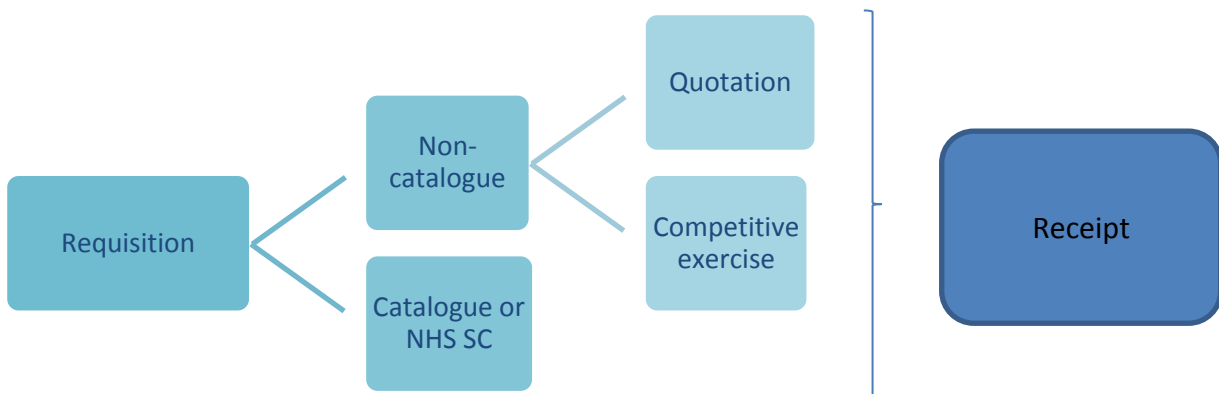 Requisition
Non-
catalogue
Catalogue or
NHS SC
Quotation
Competitive
exercise
Receipt